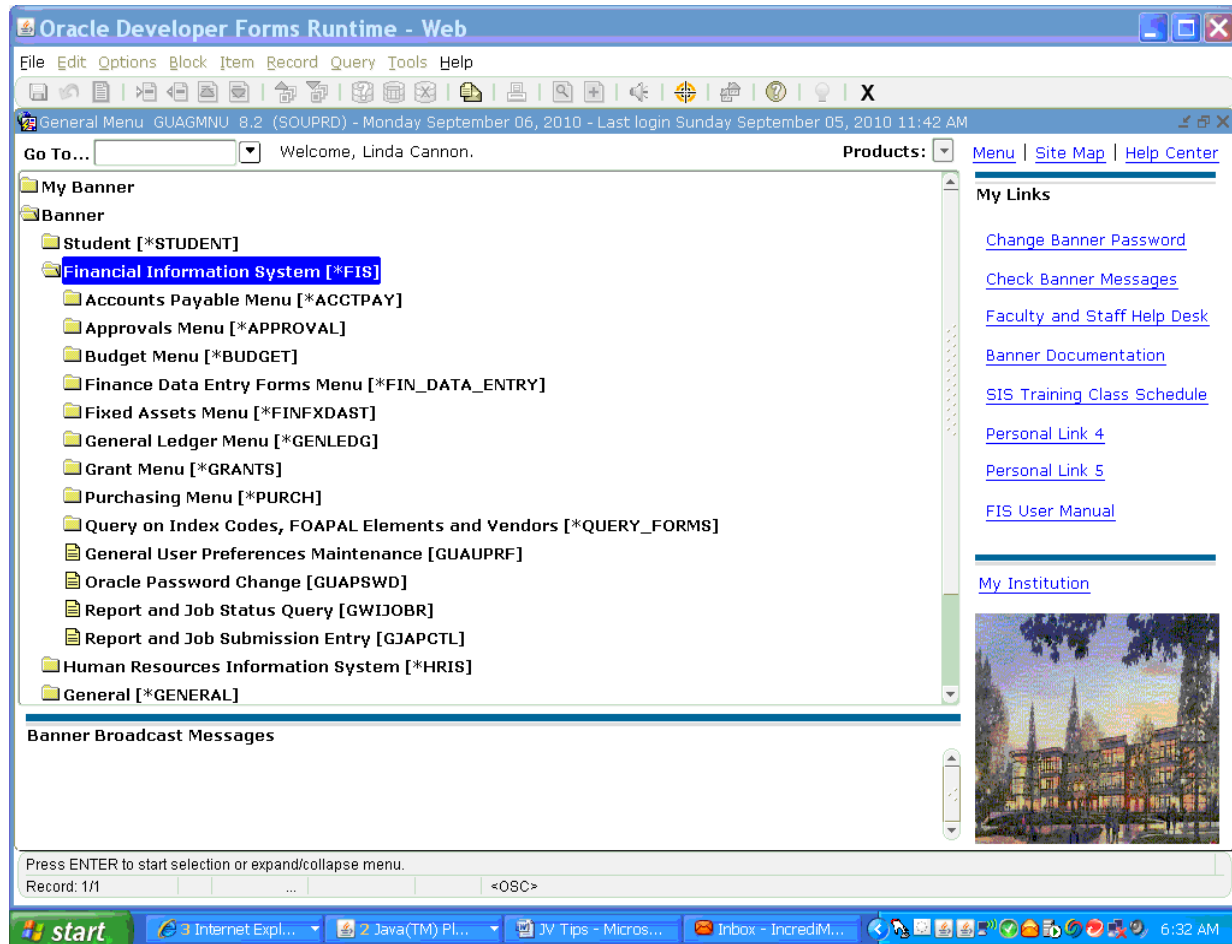 Oracle Developer Forms Runtime - Web
File Edit Options Block Item Record Query Tools Help
X
General Menu GUAGMNU 8.2 (SOUPRD) - Monday September 06, 2010 - Last login Sunday September 05, 2010 11:42 AM
Go To... Welcome, Linda Cannon. Products: Menu | Site Map | Help Center
My Banner
Banner
Student [*STUDENT]
Financial Information System [*FIS]
Accounts Payable Menu [*ACCTPAY]
Approvals Menu [*APPROVAL]
Budget Menu [*BUDGET]
Finance Data Entry Forms Menu [*FIN_DATA_ENTRY]
Fixed Assets Menu [*FINFXDAST]
General Ledger Menu [*GENLEDG]
Grant Menu [*GRANTS]
Purchasing Menu [*PURCH]
Query on Index Codes, FOAPAL Elements and Vendors [*QUERY_FORMS]
General User Preferences Maintenance [GUAUPRF]
Oracle Password Change [GUAPSWD]
Report and Job Status Query [GWIJOBR]
Report and Job Submission Entry [GJAPCTL]
Human Resources Information System [*HRIS]
General [*GENERAL]
My Links
Change Banner Password
Check Banner Messages
Faculty and Staff Help Desk
Banner Documentation
SIS Training Class Schedule
Personal Link 4
Personal Link 5
FIS User Manual
My Institution
Banner Broadcast Messages
Press ENTER to start selection or expand/collapse menu.
Record: 1/1 ... <OSC>
start 3 Internet Expl... 2 Java(TM) Pl... JV Tips - Micros... Inbox - IncrediM... 6:32 AM